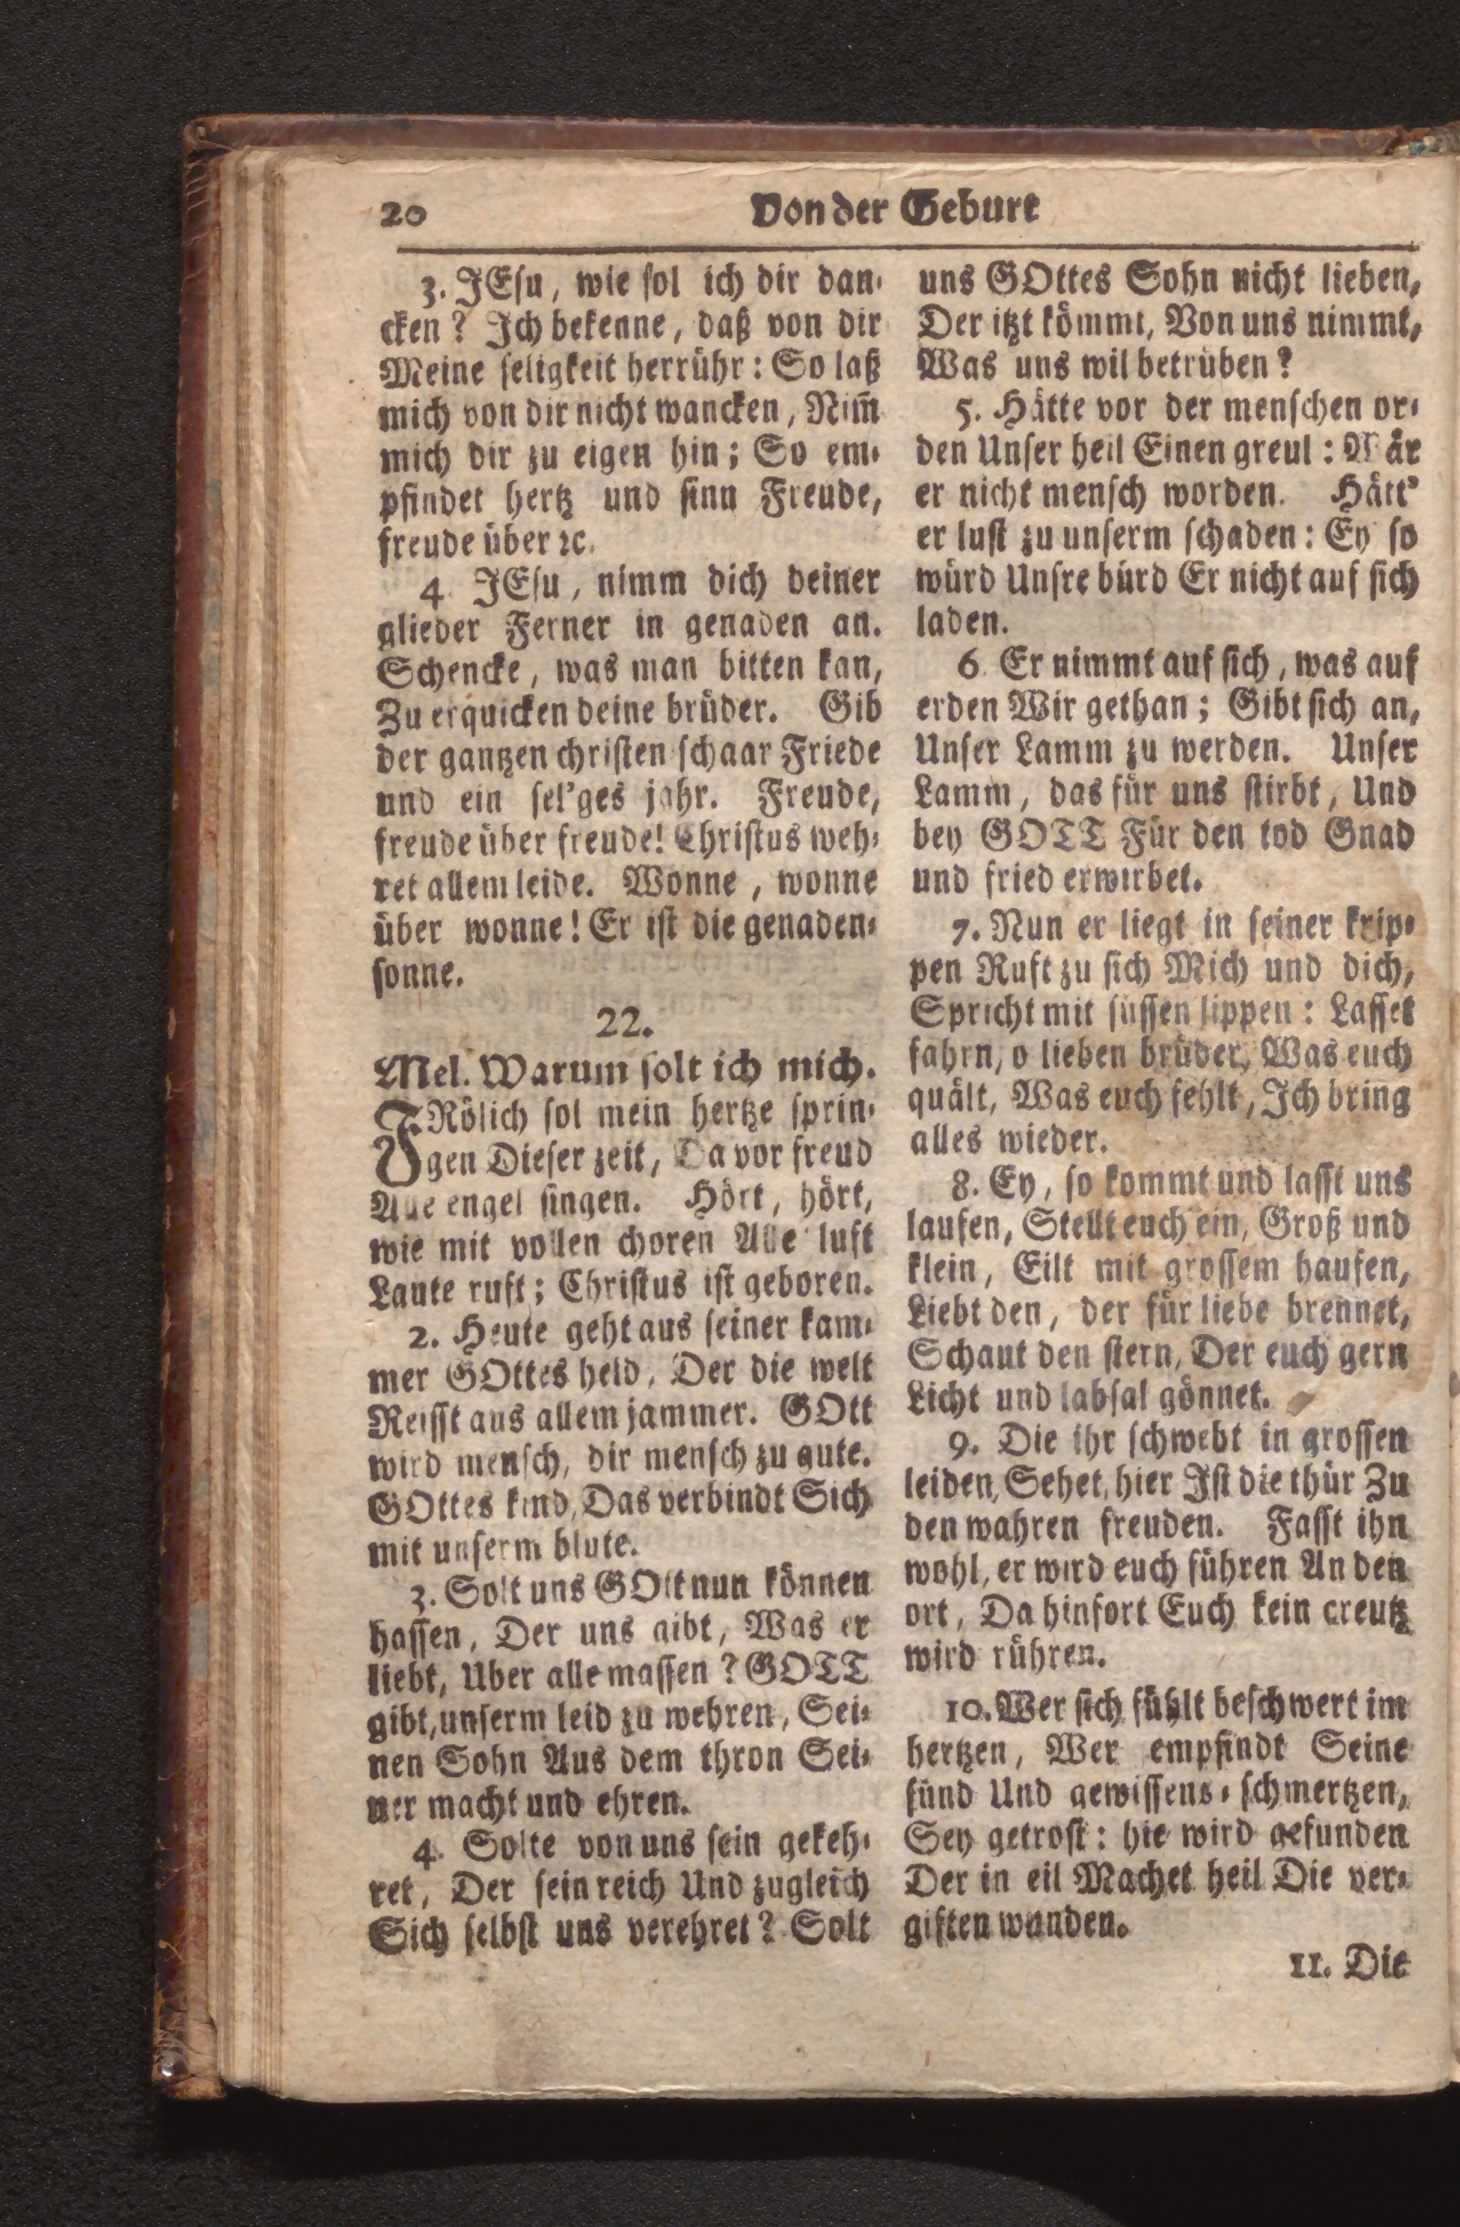 20
Von der Geburt
3. JEsu, wie sol ich dir dan-
cken? Ich bekenne, daß von dir
Meine seligkeit herrühr: So laß
mich von dir nicht wancken, Nim̃
mich dir zu eigen hin; So em-
pfindet hertz und sinn Freude,
freude über ꝛc.
4. JEsu, nimm dich deiner
glieder Ferner in genaden an.
Schencke, was man bitten kan,
Zu erquicken deine brüder. Gib
der gantzen christen schaar Friede
und ein sel'ges jahr. Freude,
freude über freude! Christus weh-
ret allem leide. Wonne, wonne
über wonne! Er ist die genaden-
sonne.
22.
Mel. Warum solt ich mich.
FRölich sol mein hertze sprin-
gen Dieser zeit, Da vor freud
Alle engel singen. Hört, hört,
wie mit vollen choren Alle luft
Laute ruft; Christus ist geboren.
2. Heute geht aus seiner kam-
mer GOttes held, Der die welt
Reisst aus allem jammer. GOtt
wird mensch, dir mensch zu gute.
GOttes kind, Das verbindt Sich
mit unserm blute.
3. Solt uns GOtt nun können
hassen, Der uns gibt, Was er
liebt, Uber alle massen? GOTT
gibt, unserm leid zu wehren, Sei-
nen Sohn Aus dem thron Sei-
ner macht und ehren.
4. Solte von uns sein gekeh-
ret, Der sein reich Und zugleich
Sich selbst uns verehret? Solt
uns GOttes Sohn nicht lieben,
Der itzt kömmt, Von uns nimmt,
Was uns wil betrüben?
5. Hätte vor der menschen or-
den Unser heil Einen greul: Wär
er nicht mensch worden. Hätt'
er lust zu unserm schaden: Ey so
würd Unsre bürd Er nicht auf sich
laden.
6. Er nimmt auf sich, was auf
erden Wir gethan; Gibt sich an,
Unser Lamm zu werden. Unser
Lamm, das für uns stirbt, Und
bey GOTT Für den tod Gnad
und fried erwirbet.
7. Nun er liegt in seiner krip-
pen Ruft zu sich Mich und dich,
Spricht mit süssen lippen: Lasset
fahrn, o lieben brüder, Was euch
quält, Was euch fehlt, Ich bring
alles wieder.
8. Ey, so kommt und lasst uns
laufen, Stellt euch ein, Groß und
klein, Eilt mit grossem haufen,
Liebt den, der für liebe brennet,
Schaut den stern, Der euch gern
Licht und labsal gönnet.
9. Die ihr schwebt in grossen
leiden, Sehet, hier Ist die thür Zu
den wahren freuden. Fasst ihn
wohl, er wird euch führen An den
ort, Da hinfort Euch kein creutz
wird rühren.
10. Wer sich fühlt beschwert im
hertzen, Wer empfindt Seine
sünd Und gewissens-schmertzen,
Sey getrost: hie wird gefunden
Der in eil Machet heil Die ver-
giften wunden.
11. Die